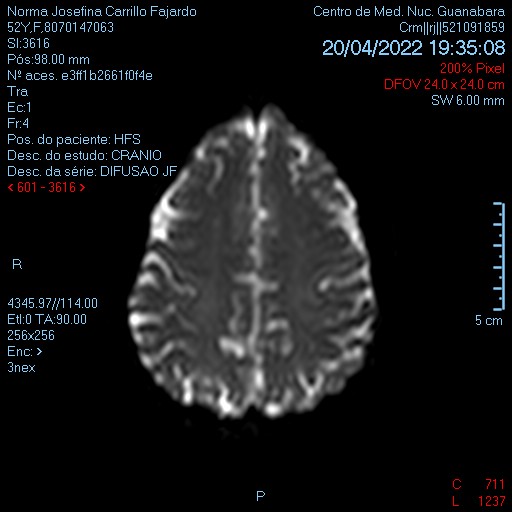 Norma Josefina Carrillo Fajardo
52Y,F,8070147063
Sl:3616
Pós:98.00 mm
Nº aces. e3ff1b2661f0f4e
Tra
Ec:1
Fr:4
Pos. do paciente: HFS
Desc. do estudo: CRANIO
Desc. da série: DIFUSAO JF
< 601 - 3616 >
Centro de Med. Nuc. Guanabara
Crm||rj||521091859
20/04/2022 19:35:08
200% Pixel
DFOV 24.0 x 24.0 cm
SW 6.00 mm
R
5 cm
4345.97//114.00
Etl:0 TA:90.00
256x256
Enc: >
3nex
P
C 711
L 1237